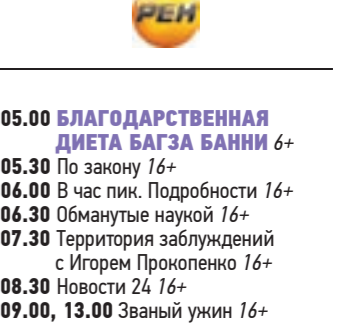 РЕН
05.00 БЛАГОДАРСТВЕННАЯ
ДИЕТА БАГЗА БАННИ 6+
05.30 По закону 16+
06.00 В час пик. Подробности 16+
06.30 Обманутые наукой 16+
07.30 Территория заблуждений
с Игорем Прокопенко 16+
08.30 Новости 24 16+
09.00, 13.00 Званый ужин 16+